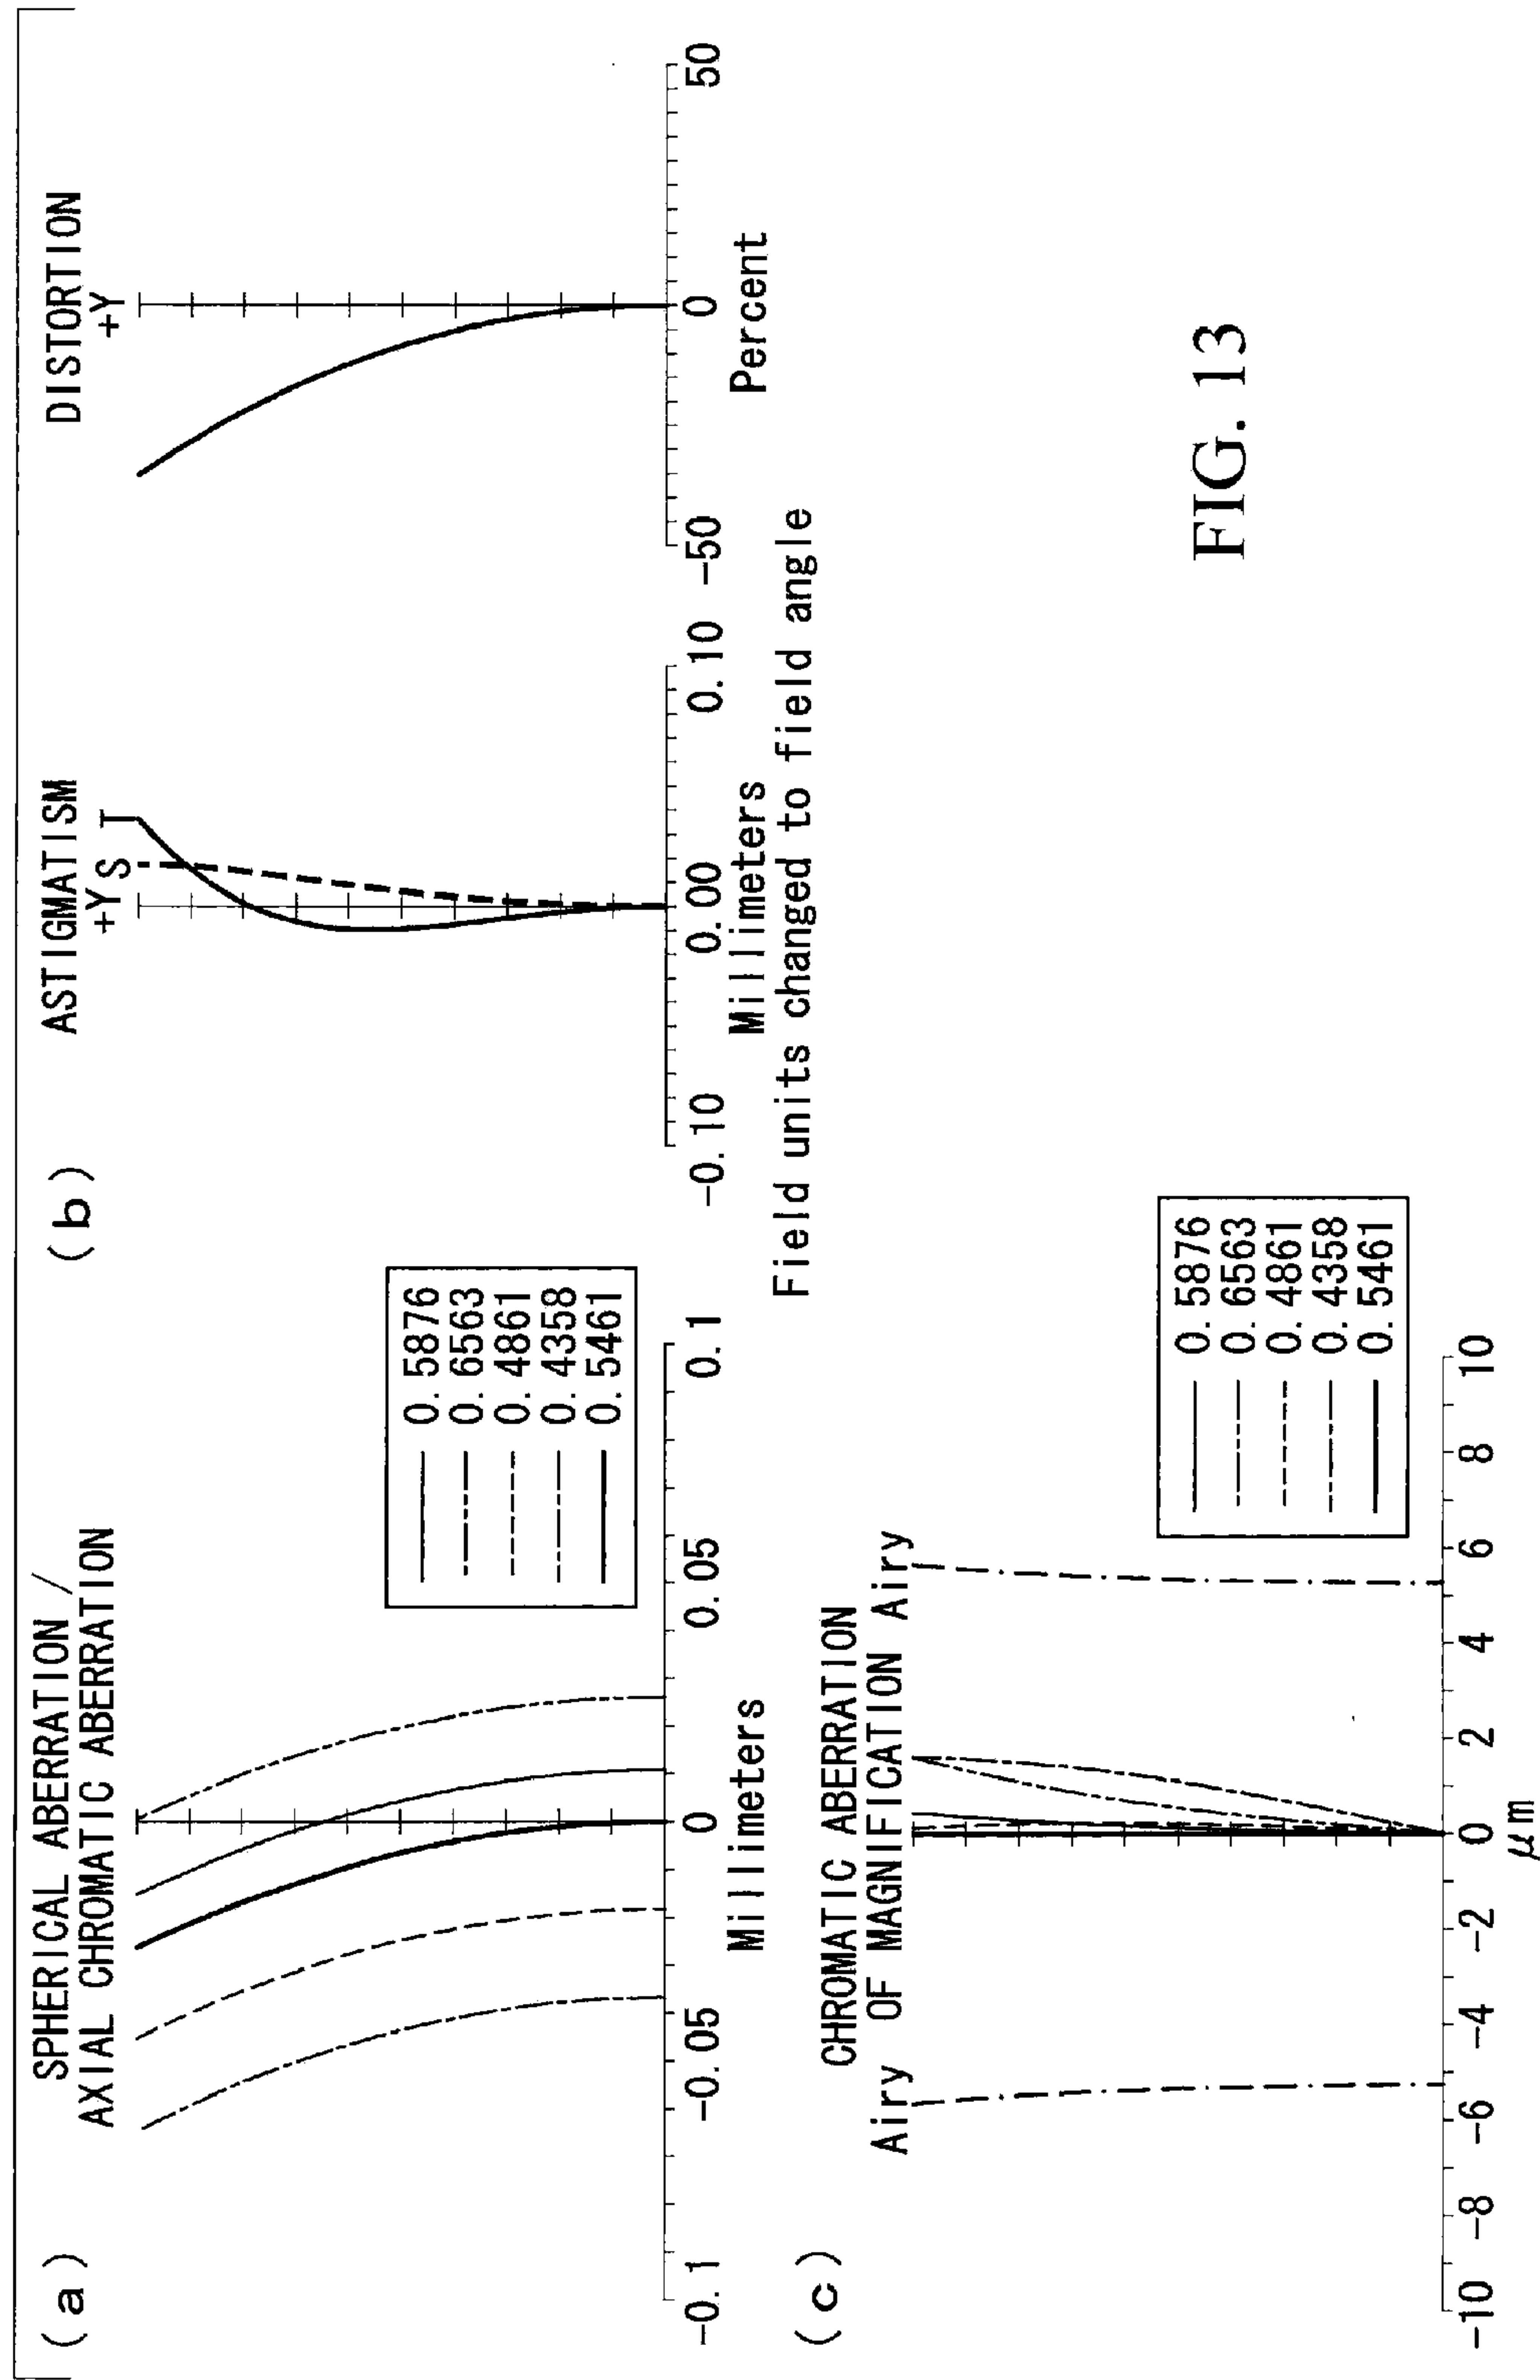 (a)
SPHERICAL ABERRATION /
AXIAL CHROMATIC ABERRATION
0.5876
0.6563
0.4861
0.4358
0.5461
-0.1 -0.05 0 0.05 0.1
Millimeters
(b)
ASTIGMATISM
+Y
S T
-0.10 0.00 0.10
Millimeters
DISTORTION
+Y
-50 0 50
Percent
Field units changed to field angle
(c)
CHROMATIC ABERRATION
OF MAGNIFICATION
Airy Airy
0.5876
0.6563
0.4861
0.4358
0.5461
-10 -8 -6 -4 -2 0 2 4 6 8 10
μm
FIG. 13